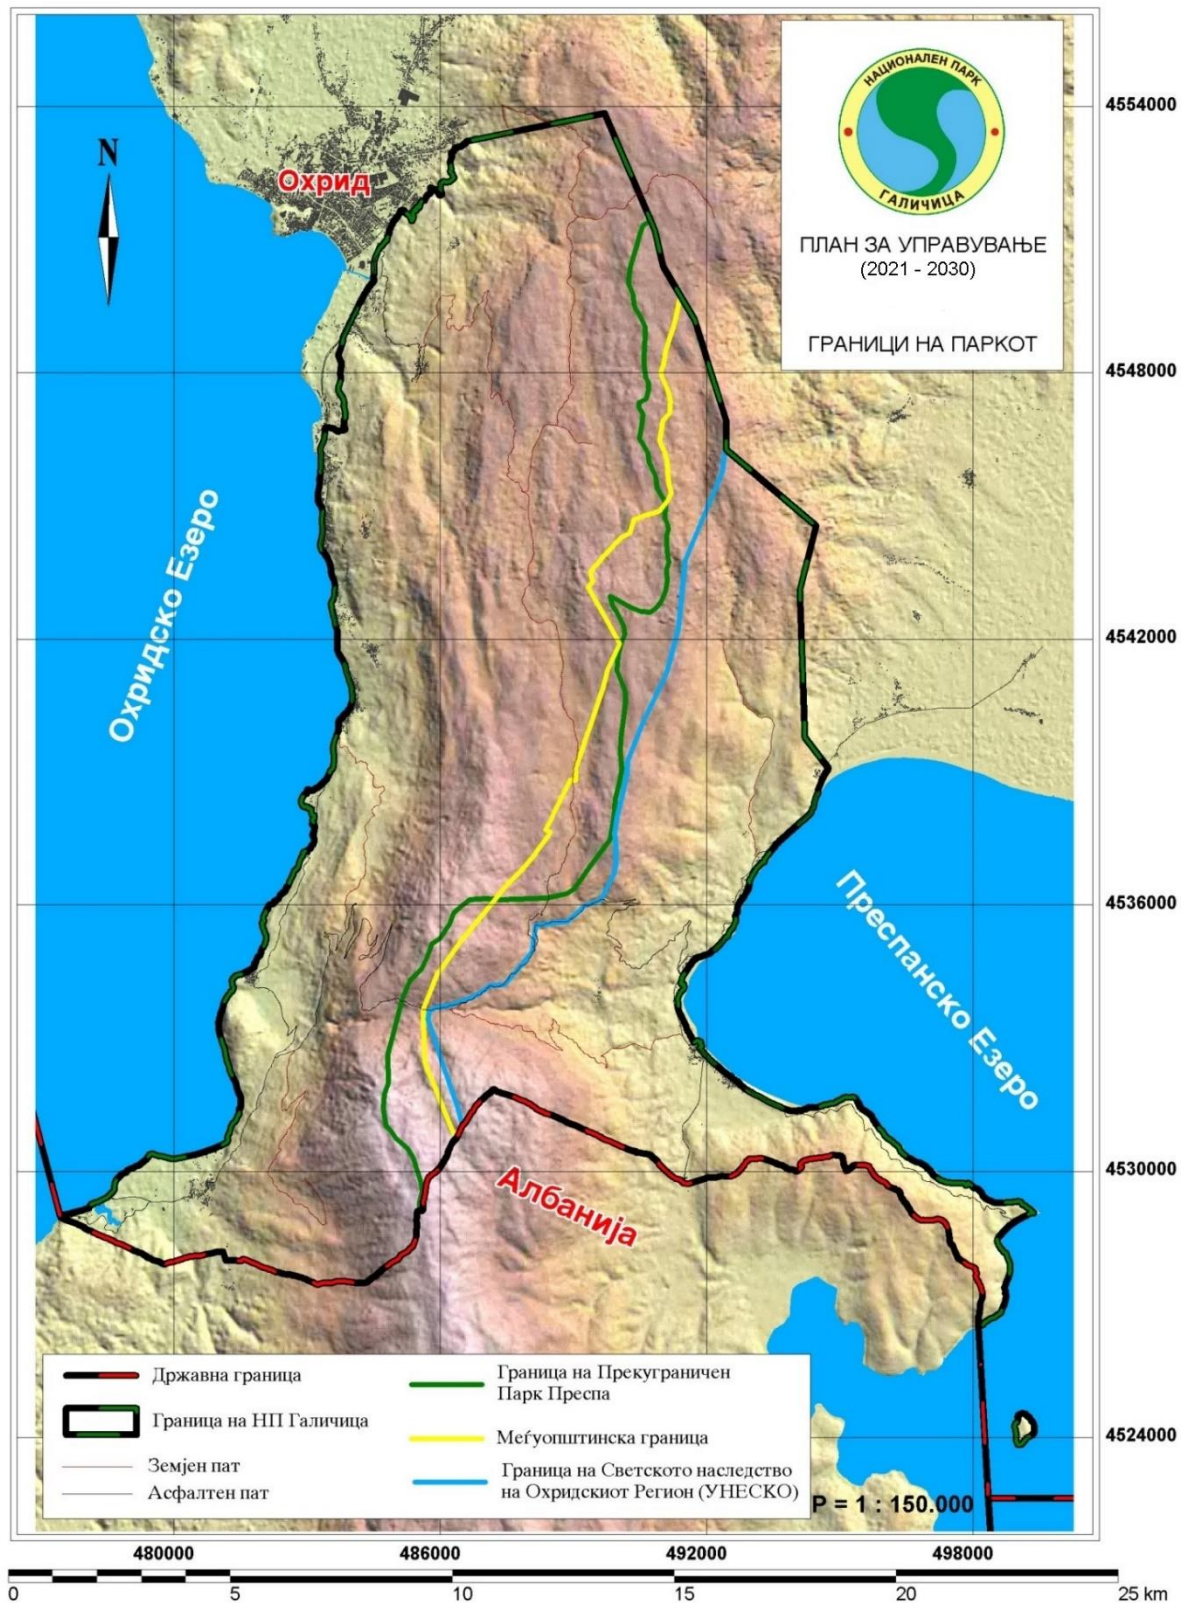 НАЦИОНАЛЕН ПАРК
ГАЛИЧИЦА
ПЛАН ЗА УПРАВУВАЊЕ
(2021 - 2030)
ГРАНИЦИ НА ПАРКОТ
N
Охрид
Охридско Езеро
Преспанско Езеро
Албанија
4554000
4548000
4542000
4536000
4530000
4524000
Државна граница
Граница на НП Галичица
Земјен пат
Асфалтен пат
Граница на Прекуграничен
Парк Преспа
Меѓуопштинска граница
Граница на Светското наследство
на Охридскиот Регион (УНЕСКО)
Р = 1 : 150.000
480000 486000 492000 498000
0 5 10 15 20 25 km